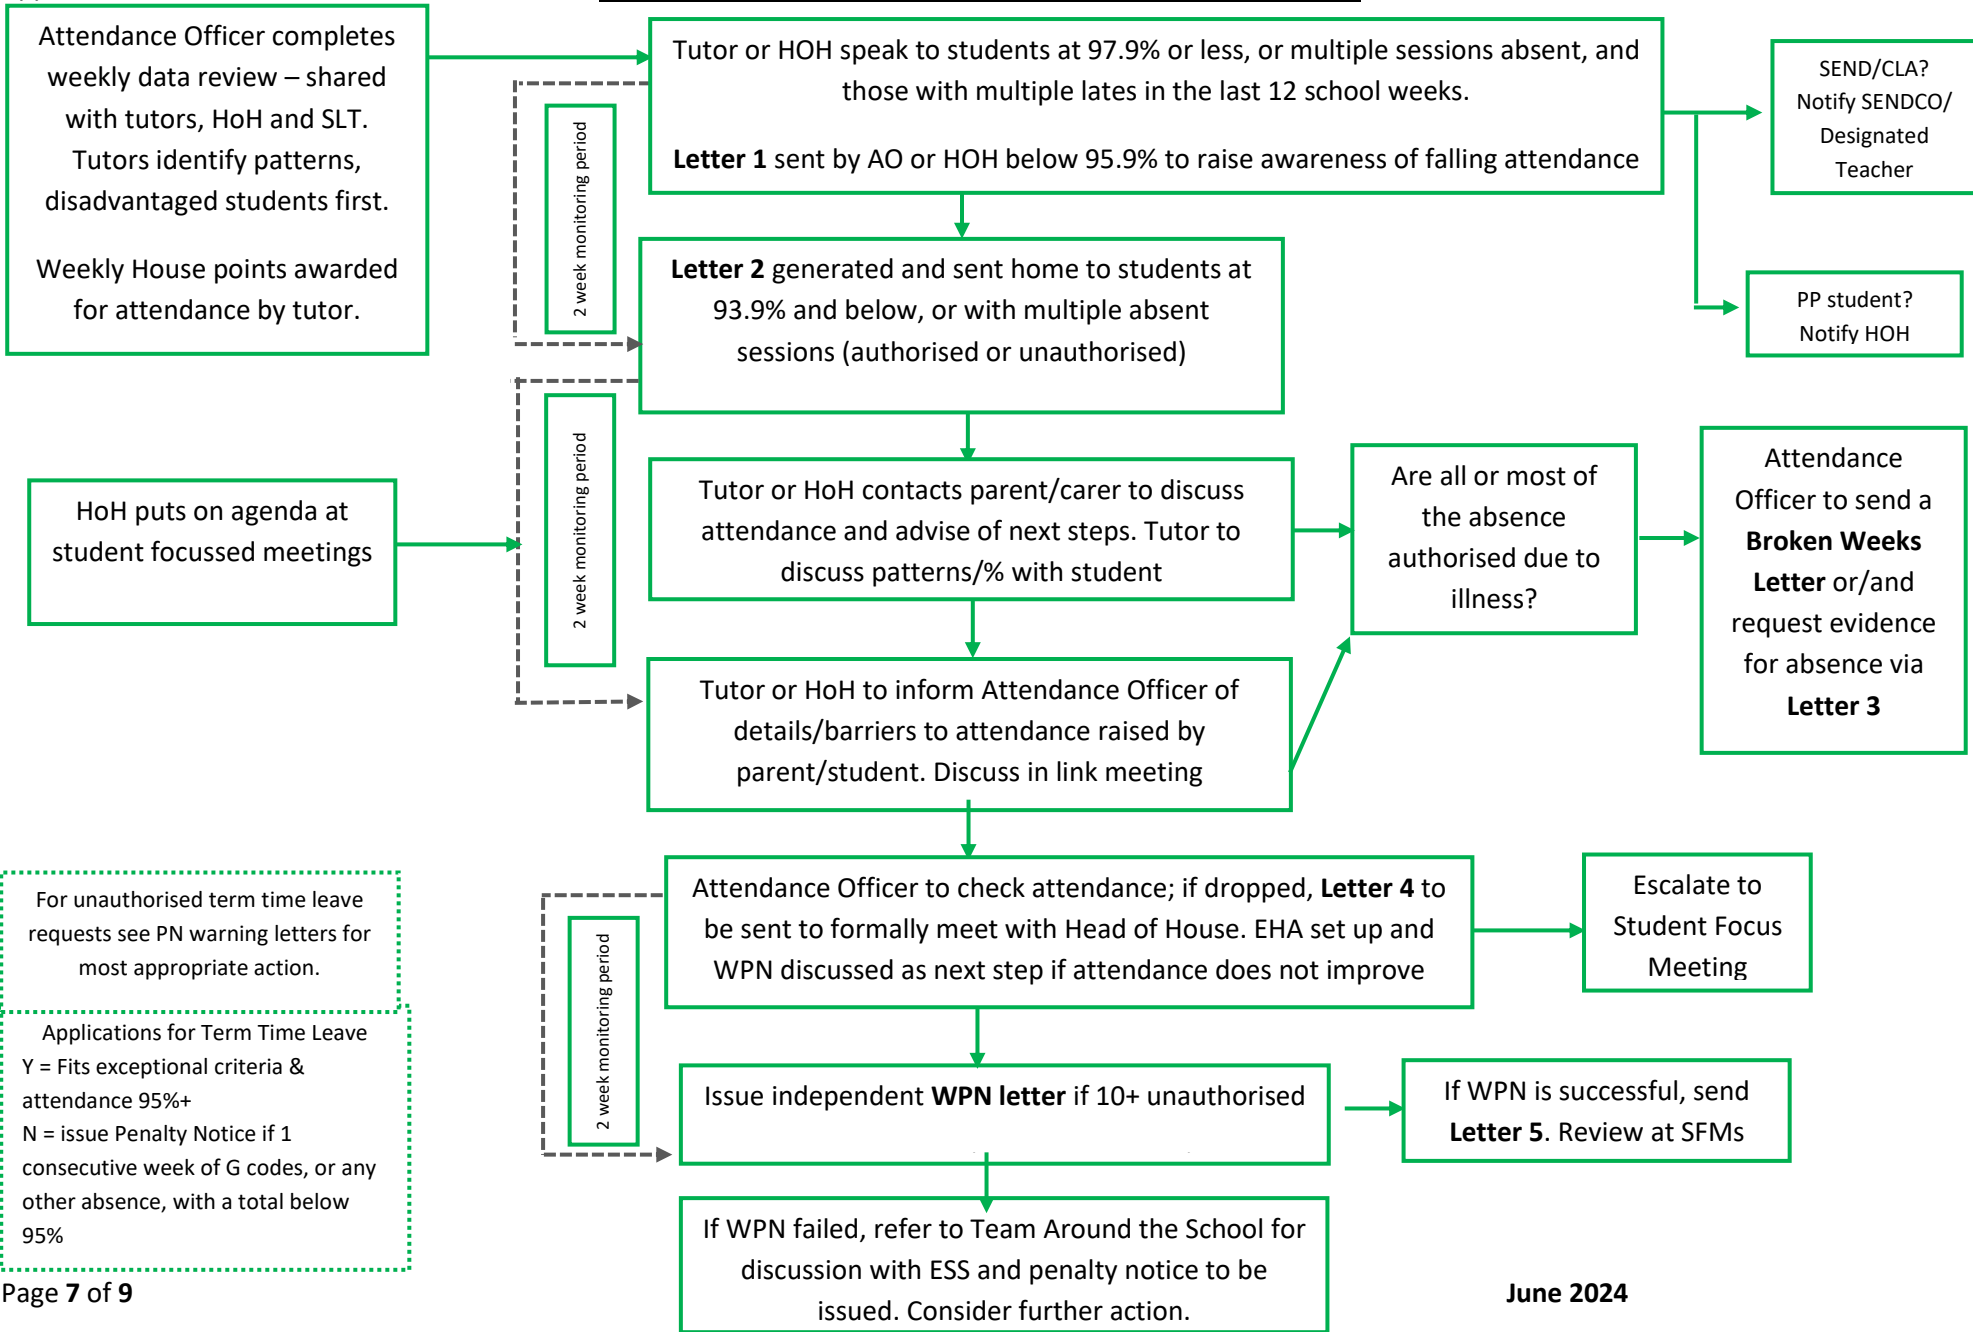 Attendance Officer completes
weekly data review – shared
with tutors, HoH and SLT.
Tutors identify patterns,
disadvantaged students first.
Weekly House points awarded
for attendance by tutor.
Tutor or HOH speak to students at 97.9% or less, or multiple sessions absent, and
those with multiple lates in the last 12 school weeks.
Letter 1 sent by AO or HOH below 95.9% to raise awareness of falling attendance
SEND/CLA?
Notify SENDCO/
Designated
Teacher
PP student?
Notify HOH
2 week monitoring period
Letter 2 generated and sent home to students at
93.9% and below, or with multiple absent
sessions (authorised or unauthorised)
2 week monitoring period
HoH puts on agenda at
student focussed meetings
Tutor or HoH contacts parent/carer to discuss
attendance and advise of next steps. Tutor to
discuss patterns/% with student
Are all or most of
the absence
authorised due to
illness?
Attendance
Officer to send a
Broken Weeks
Letter or/and
request evidence
for absence via
Letter 3
Tutor or HoH to inform Attendance Officer of
details/barriers to attendance raised by
parent/student. Discuss in link meeting
Attendance Officer to check attendance; if dropped, Letter 4 to
be sent to formally meet with Head of House. EHA set up and
WPN discussed as next step if attendance does not improve
Escalate to
Student Focus
Meeting
2 week monitoring period
For unauthorised term time leave
requests see PN warning letters for
most appropriate action.
Applications for Term Time Leave
Y = Fits exceptional criteria &
attendance 95%+
N = issue Penalty Notice if 1
consecutive week of G codes, or any
other absence, with a total below
95%
Issue independent WPN letter if 10+ unauthorised
If WPN is successful, send
Letter 5. Review at SFMs
If WPN failed, refer to Team Around the School for
discussion with ESS and penalty notice to be
issued. Consider further action.
Page 7 of 9
June 2024